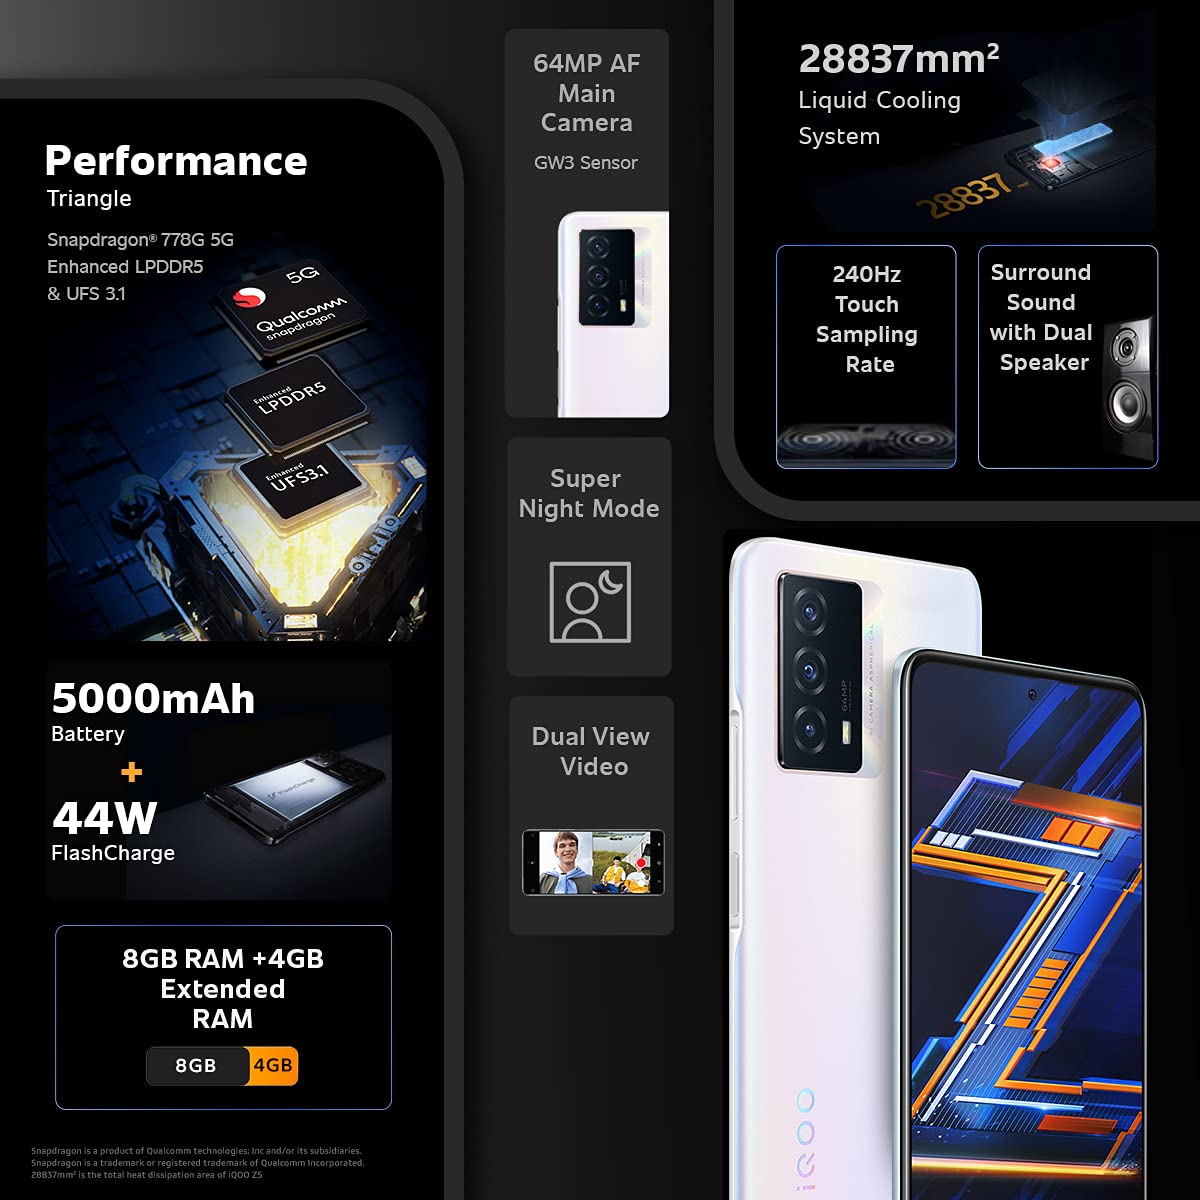 Performance
Triangle
Snapdragon® 778G 5G
Enhanced LPDDR5
& UFS 3.1
5G
Qualcomm
snapdragon
Enhanced
LPDDR5
Enhanced
UFS3.1
5000mAh
Battery
+
44W
FlashCharge
FlashCharge
8GB RAM +4GB
Extended
RAM
8GB
4GB
Snapdragon is a product of Qualcomm technologies; Inc and/or its subsidiaries.
Snapdragon is a trademark or registered trademark of Qualcomm Incorporated.
28837mm² is the total heat dissipation area of iQOO Z5
64MP AF
Main
Camera
GW3 Sensor
Super
Night Mode
Dual View
Video
28837mm²
Liquid Cooling
System
28837 mm²
240Hz
Touch
Sampling
Rate
Surround
Sound
with Dual
Speaker
64MP
AI CAMERA ASPHERICAL
iQOO